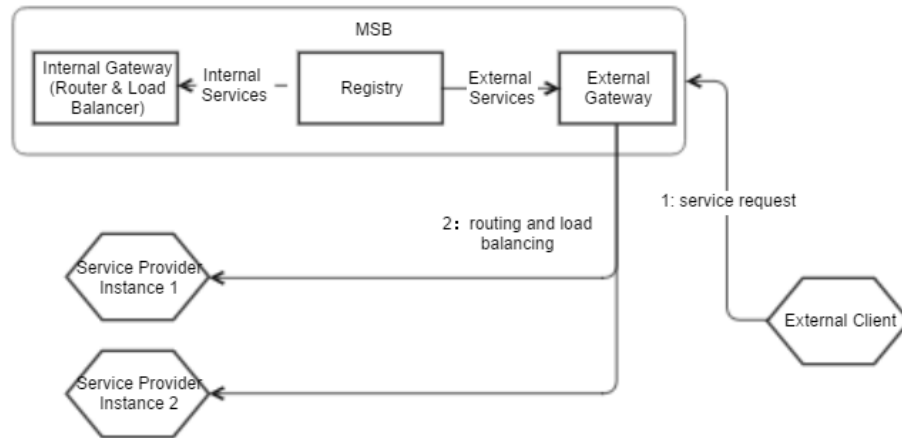 MSB
Internal Gateway
(Router & Load
Balancer)
Internal
Services
Registry
External
Services
External
Gateway
1: service request
2：routing and load
balancing
Service Provider
Instance 1
External Client
Service Provider
Instance 2